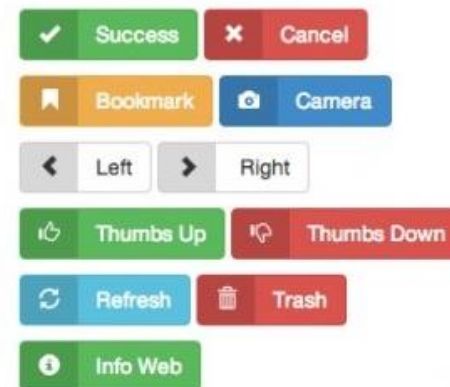 Success Cancel
Bookmark Camera
Left Right
Thumbs Up Thumbs Down
Refresh Trash
Info Web